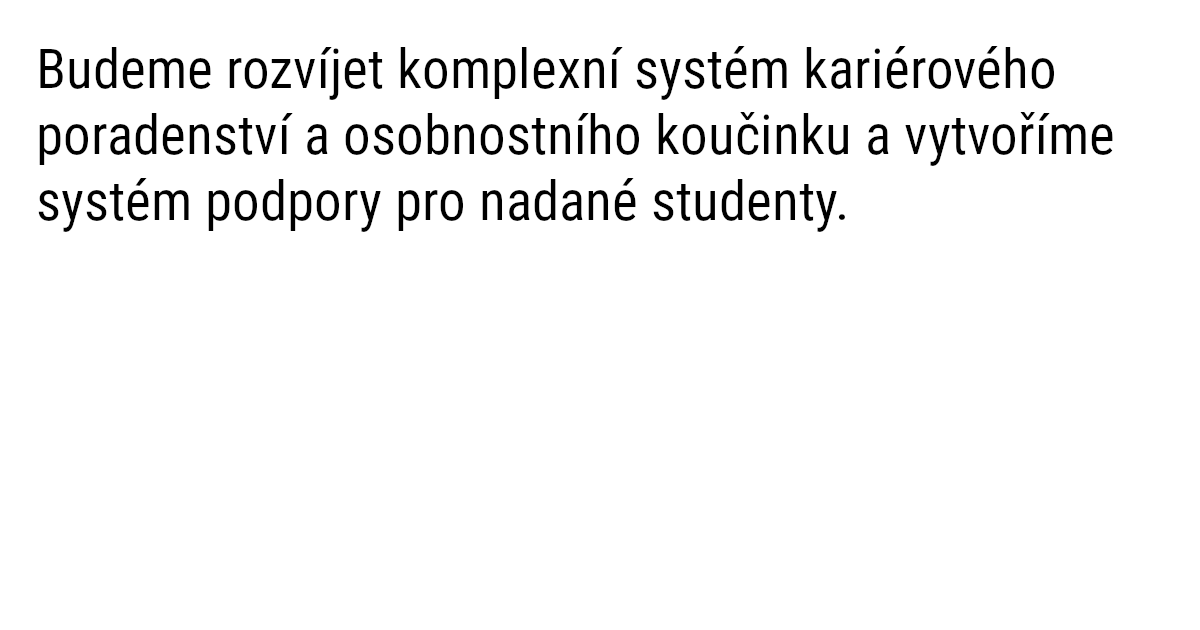 Budeme rozvíjet komplexní systém kariérového
poradenství a osobnostního koučinku a vytvoříme
systém podpory pro nadané studenty.